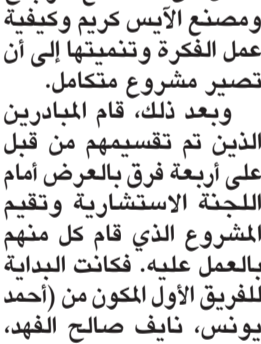 ومصنع الآيس كريم وكيفية
عمل الفكرة وتنميتها إلى أن
تصير مشروع متكامل.
وبعد ذلك، قام المبادرين
الذين تم تقسيمهم من قبل
على أربعة فرق بالعرض أمام
اللجنة الاستشارية وتقيم
المشروع الذي قام كل منهم
بالعمل عليه. فكانت البداية
للفريق الأول المكون من (أحمد
يونس، نايف صالح الفهد،